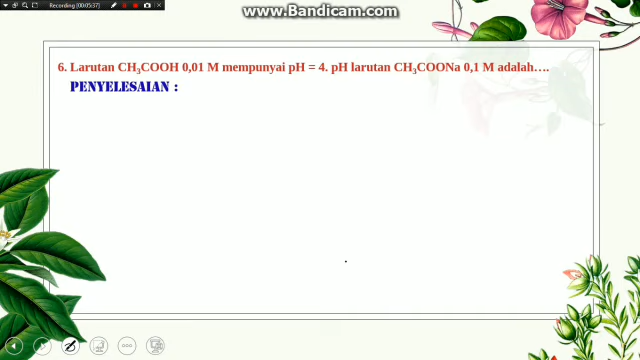 Recording [00:05:37]
www.Bandicam.com
6. Larutan CH₃COOH 0,01 M mempunyai pH = 4. pH larutan CH₃COONa 0,1 M adalah….
PENYELESAIAN :